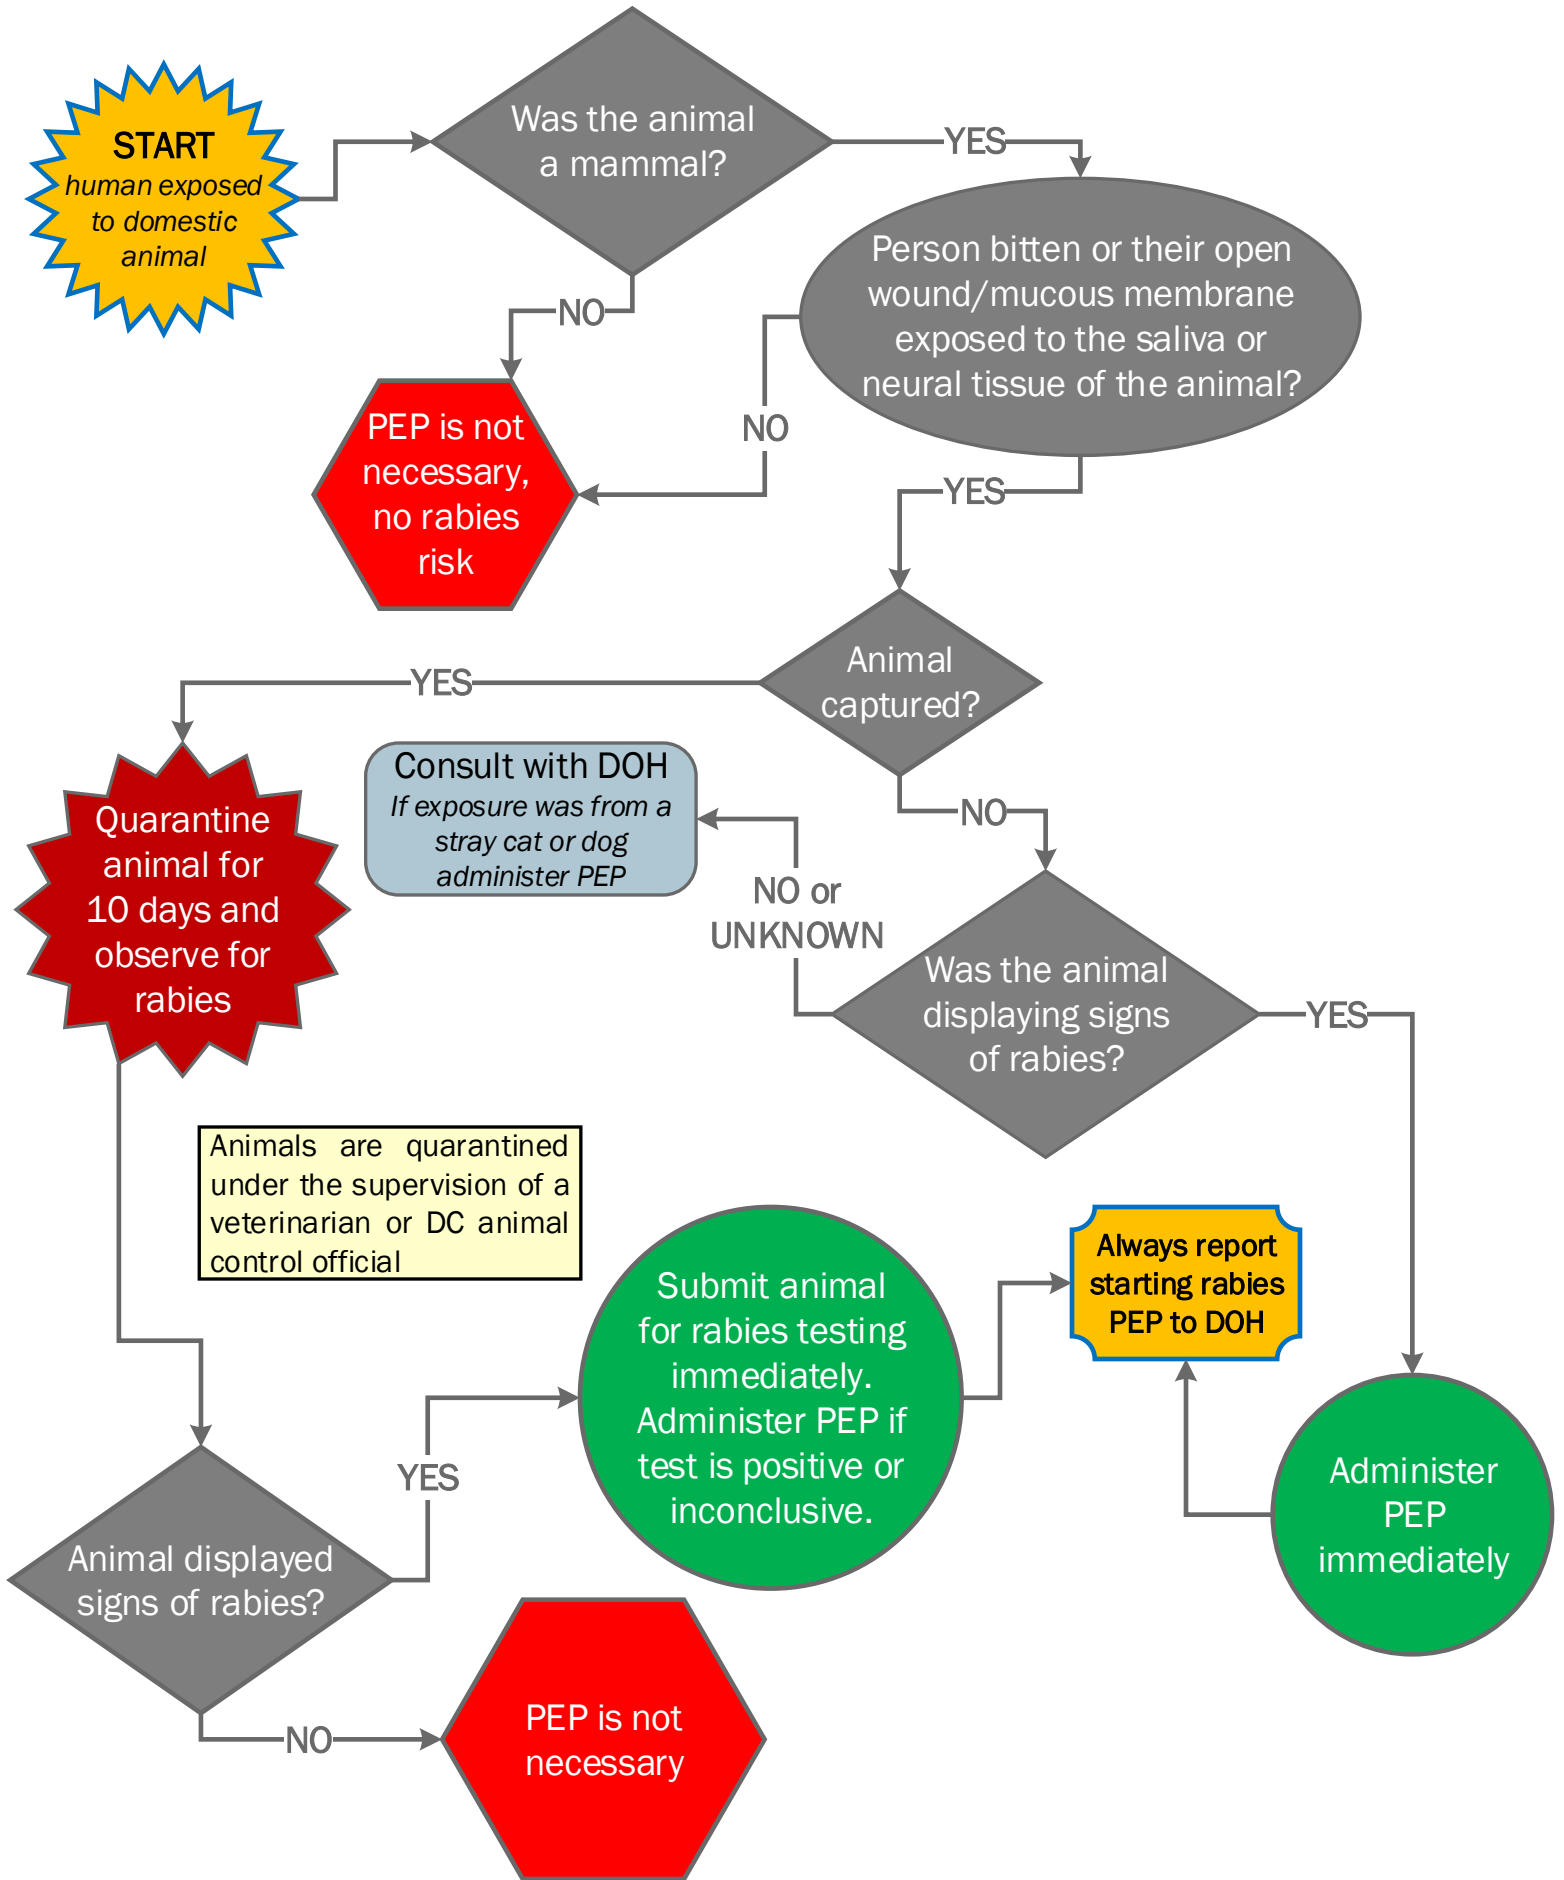 START
human exposed
to domestic
animal
Was the animal
a mammal?
YES
Person bitten or their open
wound/mucous membrane
exposed to the saliva or
neural tissue of the animal?
NO
PEP is not
necessary,
no rabies
risk
NO
YES
Animal
captured?
YES
Quarantine
animal for
10 days and
observe for
rabies
Consult with DOH
If exposure was from a
stray cat or dog
administer PEP
NO
NO or
UNKNOWN
Was the animal
displaying signs
of rabies?
YES
Animals are quarantined
under the supervision of a
veterinarian or DC animal
control official
Submit animal
for rabies testing
immediately.
Administer PEP if
test is positive or
inconclusive.
Always report
starting rabies
PEP to DOH
Administer
PEP
immediately
YES
Animal displayed
signs of rabies?
NO
PEP is not
necessary